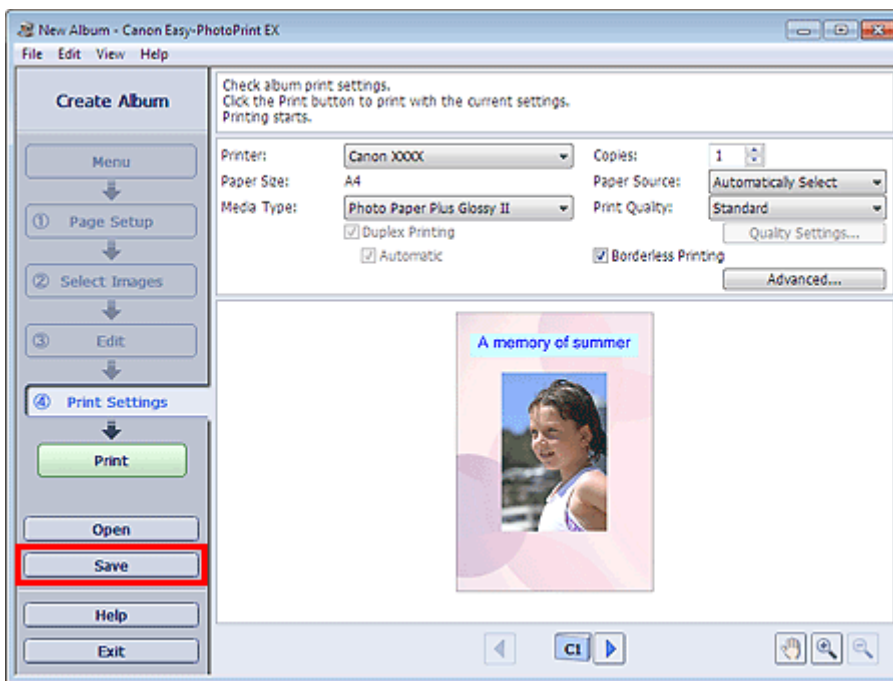 New Album - Canon Easy-PhotoPrint EX
File Edit View Help
Create Album
Menu
① Page Setup
② Select Images
③ Edit
④ Print Settings
Print
Open
Save
Help
Exit
Check album print settings.
Click the Print button to print with the current settings.
Printing starts.
Printer: Canon XXXX Copies: 1
Paper Size: A4 Paper Source: Automatically Select
Media Type: Photo Paper Plus Glossy II Print Quality: Standard
Duplex Printing Quality Settings...
Automatic Borderless Printing
Advanced...
A memory of summer
C1